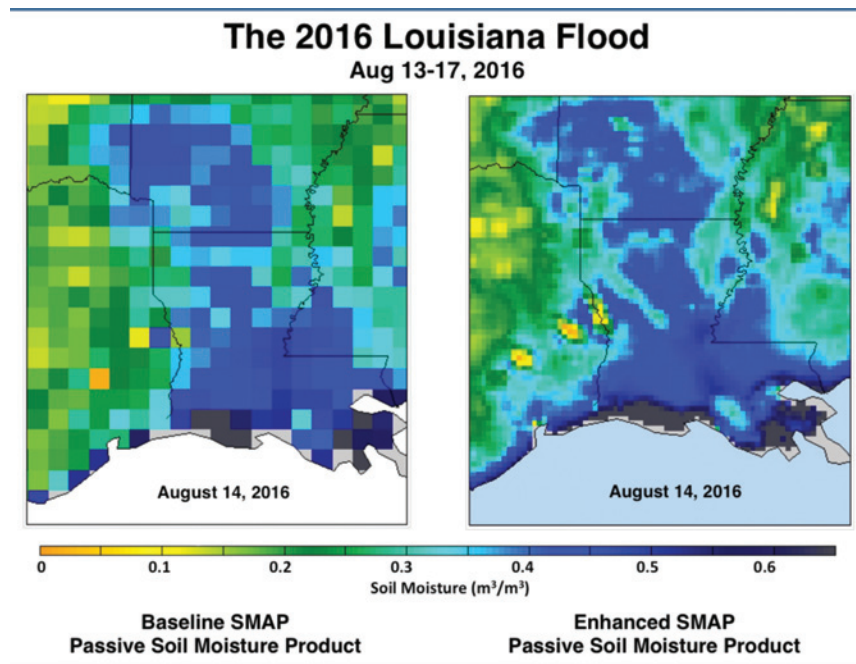 The 2016 Louisiana Flood
Aug 13-17, 2016
August 14, 2016
August 14, 2016
0 0.1 0.2 0.3 0.4 0.5 0.6
Soil Moisture (m³/m³)
Baseline SMAP
Passive Soil Moisture Product
Enhanced SMAP
Passive Soil Moisture Product